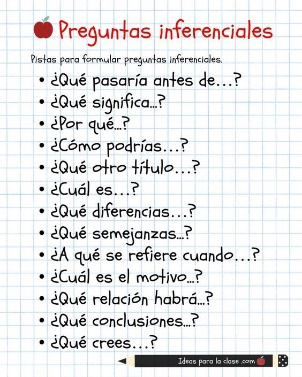 Preguntas inferenciales
Pistas para formular preguntas inferenciales.
• ¿Qué pasaría antes de...?
• ¿Qué significa...?
• ¿Por qué...?
• ¿Cómo podrías...?
• ¿Qué otro título...?
• ¿Cuál es...?
• ¿Qué diferencias...?
• ¿Qué semejanzas...?
• ¿A qué se refiere cuando...?
• ¿Cuál es el motivo...?
• ¿Qué relación habrá...?
• ¿Qué conclusiones...?
• ¿Qué crees...?
Ideas para la clase .com